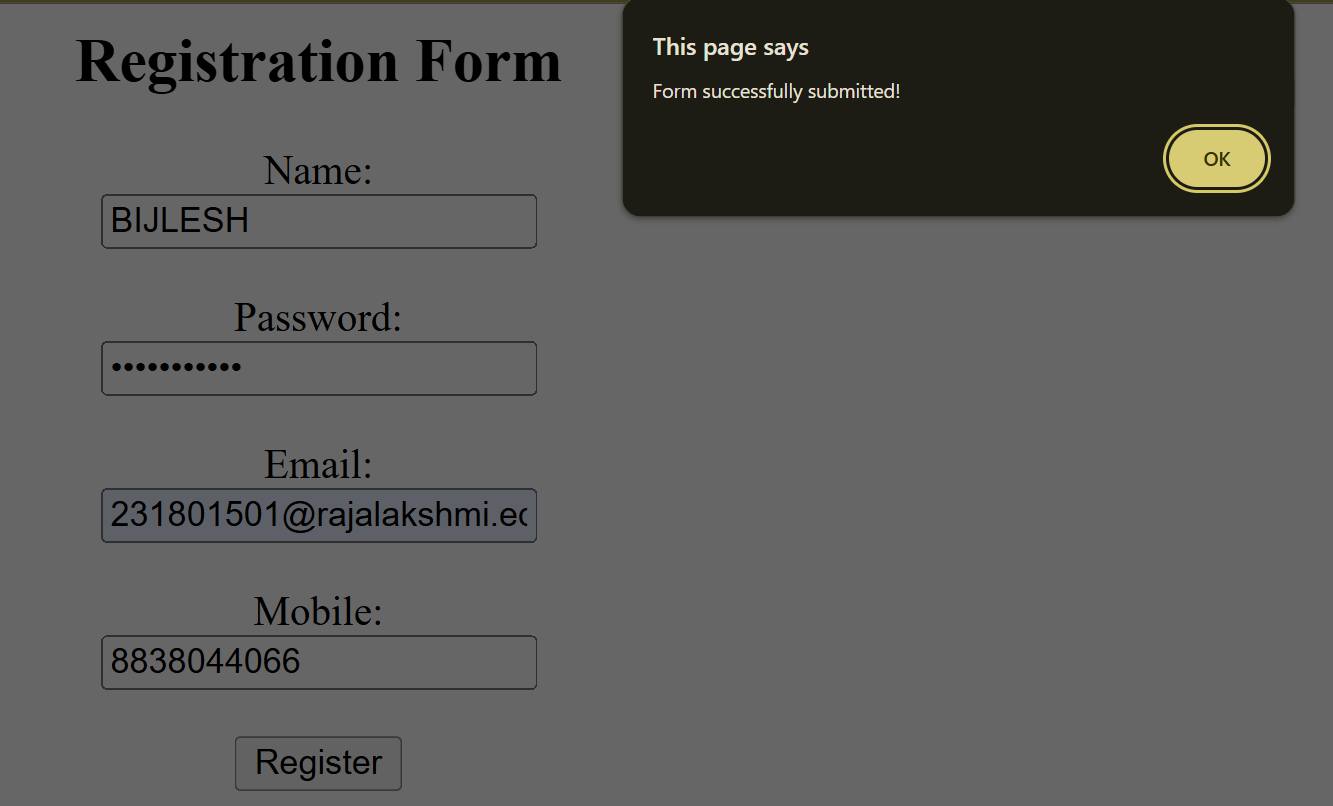 Registration Form
This page says
Form successfully submitted!
OK
Name:
BIJLESH
Password:
•••••••••••
Email:
231801501@rajalakshmi.ec
Mobile:
8838044066
Register